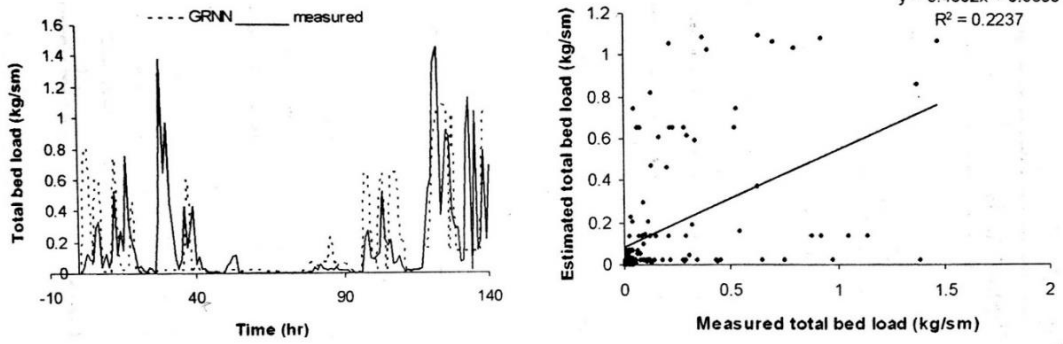 GRNN measured
Total bed load (kg/sm)
1.6
1.4
1.2
1
0.8
0.6
0.4
0.2
0
-10 40 90 140
Time (hr)
R² = 0.2237
Estimated total bed load (kg/sm)
1.2
1
0.8
0.6
0.4
0.2
0
0 0.5 1 1.5 2
Measured total bed load (kg/sm)